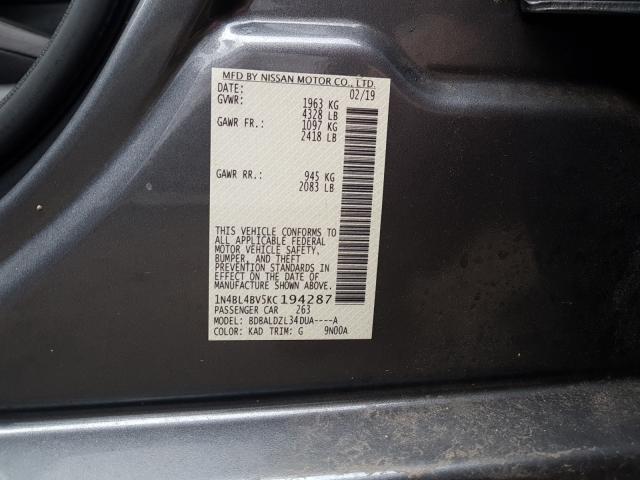 MFD BY NISSAN MOTOR CO., LTD.
DATE: 02/19
GVWR: 1963 KG
4328 LB
GAWR FR.: 1097 KG
2418 LB
GAWR RR.: 945 KG
2083 LB
THIS VEHICLE CONFORMS TO
ALL APPLICABLE FEDERAL
MOTOR VEHICLE SAFETY,
BUMPER, AND THEFT
PREVENTION STANDARDS IN
EFFECT ON THE DATE OF
MANUFACTURE SHOWN ABOVE.
1N4BL4BV5KC194287
PASSENGER CAR 263
MODEL: BDBALDZL34DUA----A
COLOR: KAD TRIM: G 9N00A